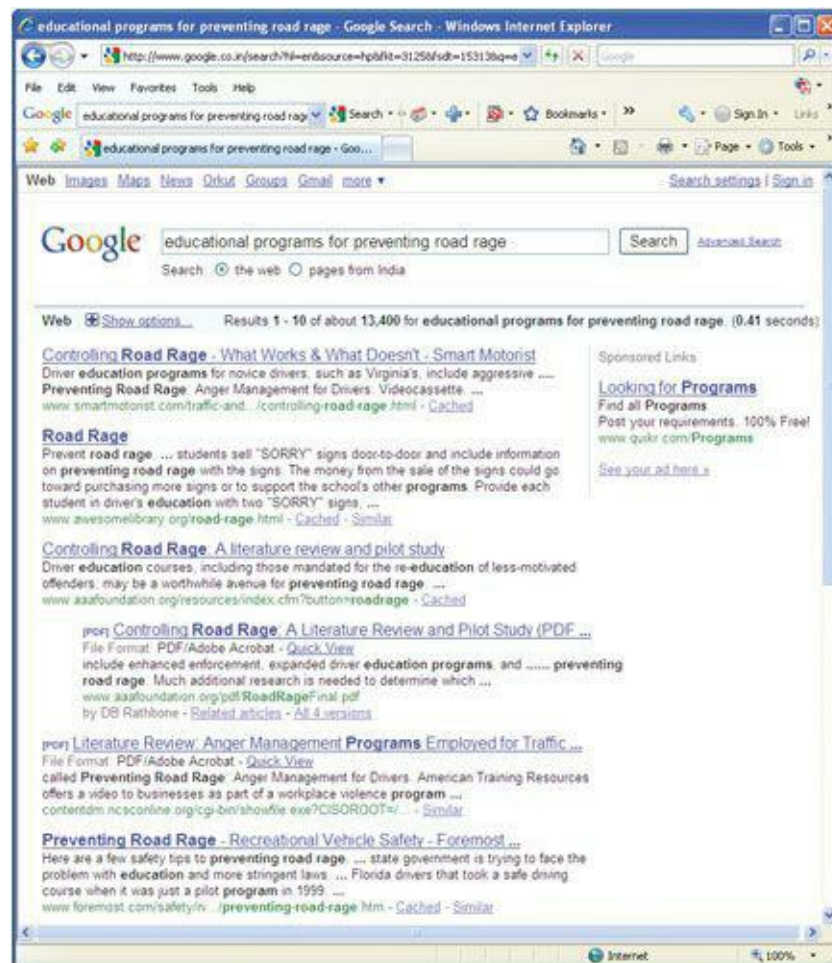 educational programs for preventing road rage - Google Search - Windows Internet Explorer
Google
File Edit View Favorites Tools Help
Google educational programs for preventing road rage Search Bookmarks Sign In Links
educational programs for preventing road rage - Goo... Page Tools
Web Images Maps News Orkut Groups Gmail more Search settings | Sign in
Google educational programs for preventing road rage Search Advanced Search
Search: the web pages from India
Web Show options... Results 1 - 10 of about 13,400 for educational programs for preventing road rage. (0.41 seconds)
Controlling Road Rage - What Works & What Doesn't - Smart Motorist
Driver education programs for novice drivers, such as Virginia's, include aggressive ....
Preventing Road Rage: Anger Management for Drivers. Videocassette. ...
www.smartmotorist.com/traffic-and.../controlling-road-rage.html - Cached
Road Rage
Prevent road rage. ... students sell "SORRY" signs door-to-door and include information
on preventing road rage with the signs. The money from the sale of the signs could go
toward purchasing more signs or to support the school's other programs. Provide each
student in driver's education with two "SORRY" signs, ...
www.awesomelibrary.org/road-rage.html - Cached - Similar
Controlling Road Rage: A literature review and pilot study
Driver education courses, including those mandated for the re-education of less-motivated
offenders, may be a worthwhile avenue for preventing road rage. ...
www.aaafoundation.org/resources/index.cfm?button=roadrage - Cached
[PDF] Controlling Road Rage: A Literature Review and Pilot Study (PDF ...
File Format: PDF/Adobe Acrobat - Quick View
include enhanced enforcement, expanded driver education programs, and ...... preventing
road rage. Much additional research is needed to determine which ...
www.aaafoundation.org/pdf/RoadRageFinal.pdf
by DB Rathbone - Related articles - All 4 versions
[PDF] Literature Review: Anger Management Programs Employed for Traffic ...
File Format: PDF/Adobe Acrobat - Quick View
called Preventing Road Rage: Anger Management for Drivers. American Training Resources
offers a video to businesses as part of a workplace violence program ...
contentdm.ncsconline.org/cgi-bin/showfile.exe?CISOROOT=/... - Similar
Preventing Road Rage - Recreational Vehicle Safety - Foremost ...
Here are a few safety tips to preventing road rage. ... state government is trying to face the
problem with education and more stringent laws. ... Florida drivers that took a safe driving
course when it was just a pilot program in 1999. ...
www.foremost.com/safety/rv.../preventing-road-rage.htm - Cached - Similar
Sponsored Links
Looking for Programs
Find all Programs
Post your requirements. 100% Free!
www.quikr.com/Programs
See your ad here »
Internet 100%